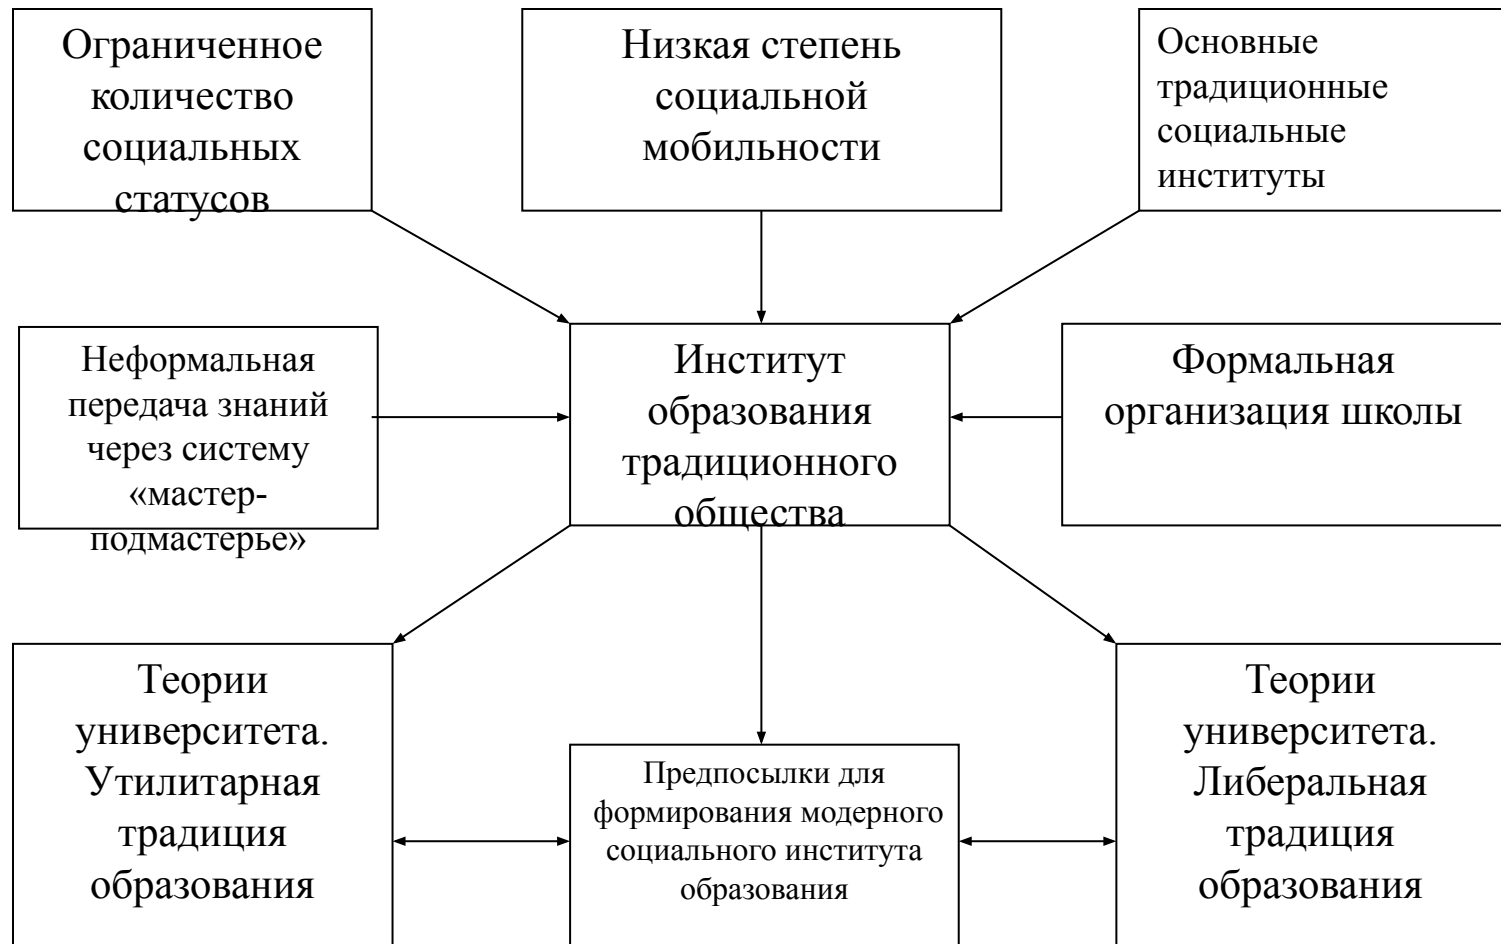 Ограниченное
количество
социальных
статусов
Низкая степень
социальной
мобильности
Основные
традиционные
социальные
институты
Неформальная
передача знаний
через систему
«мастер-
подмастерье»
Институт
образования
традиционного
общества
Формальная
организация школы
Теории
университета.
Утилитарная
традиция
образования
Предпосылки для
формирования модерного
социального института
образования
Теории
университета.
Либеральная
традиция
образования